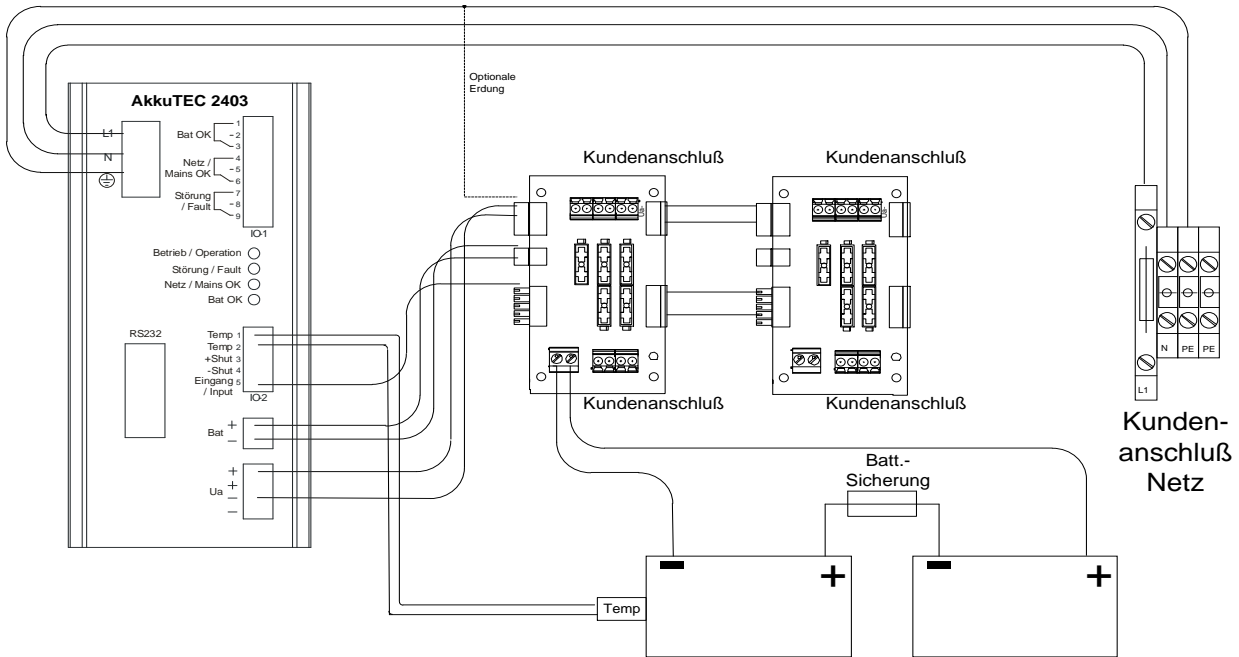 Optionale
Erdung
AkkuTEC 2403
L1
N
Bat OK
1
2
3
Netz /
Mains OK
4
5
6
Störung
/ Fault
7
8
9
IO-1
Betrieb / Operation
Störung / Fault
Netz / Mains OK
Bat OK
RS232
Temp 1
Temp 2
+Shut 3
-Shut 4
Eingang 5
/ Input
IO-2
Bat
+
–
Ua
+
+
–
–
Kundenanschluß
Kundenanschluß
Ua-
Ua-
Kundenanschluß
Kundenanschluß
N
PE
PE
L1
Kunden-
anschluß
Netz
Batt.-
Sicherung
Temp
–
+
–
+